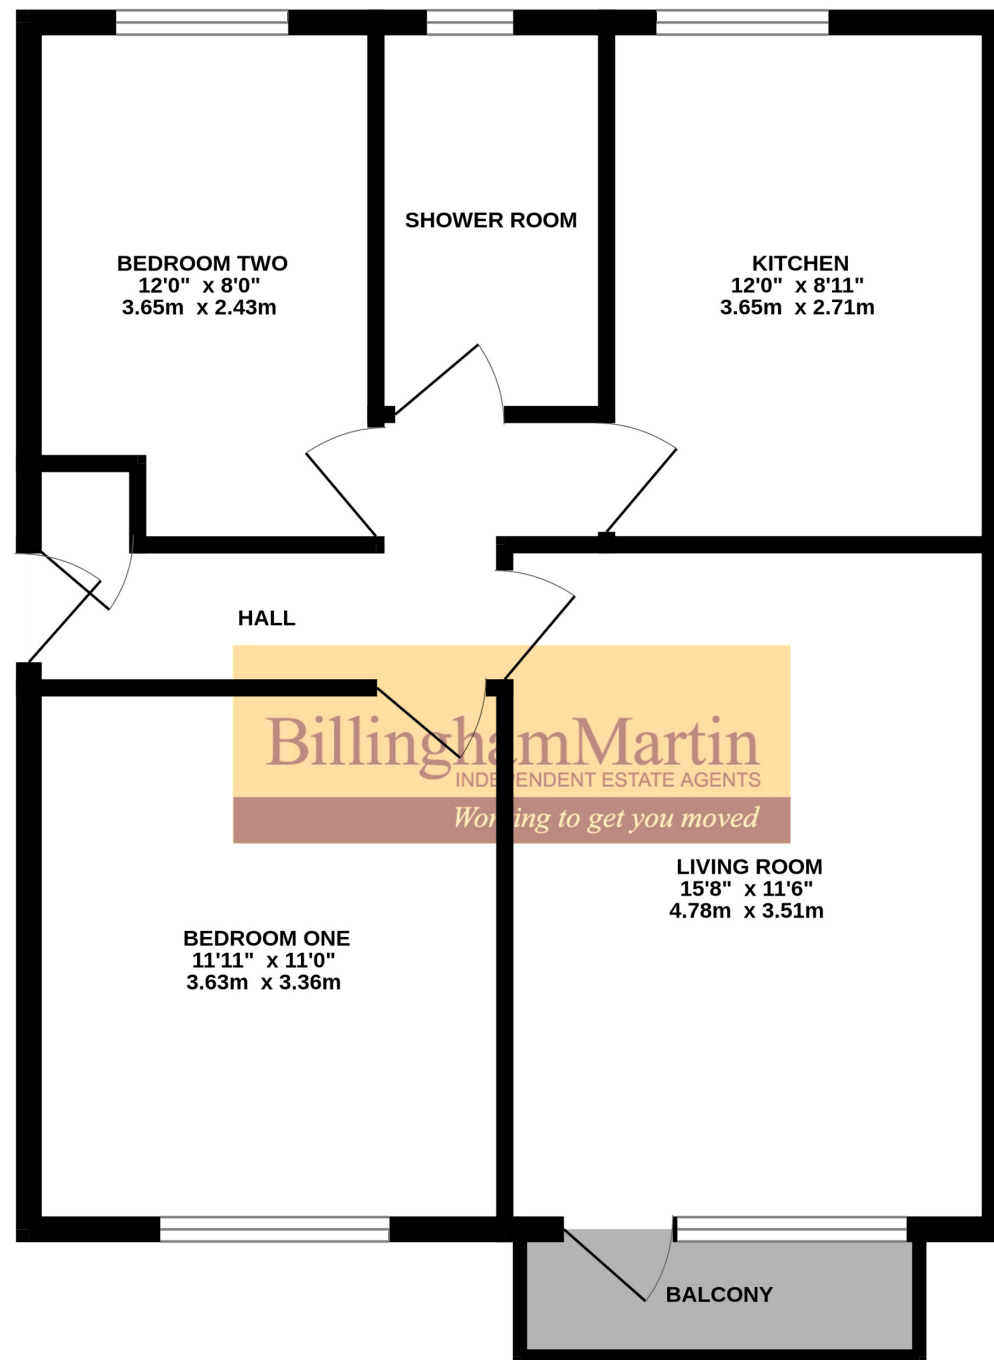 SHOWER ROOM
BEDROOM TWO
12'0" x 8'0"
3.65m x 2.43m
KITCHEN
12'0" x 8'11"
3.65m x 2.71m
HALL
BillinghamMartin
INDEPENDENT ESTATE AGENTS
Working to get you moved
LIVING ROOM
15'8" x 11'6"
4.78m x 3.51m
BEDROOM ONE
11'11" x 11'0"
3.63m x 3.36m
BALCONY